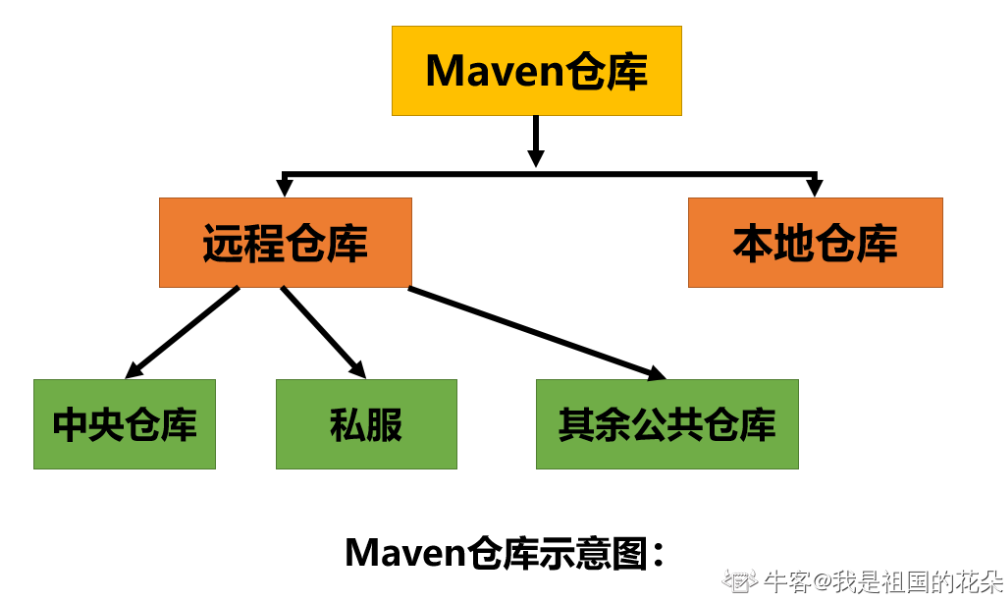 Maven仓库
远程仓库
本地仓库
中央仓库
私服
其余公共仓库
Maven仓库示意图：
牛客@我是祖国的花朵